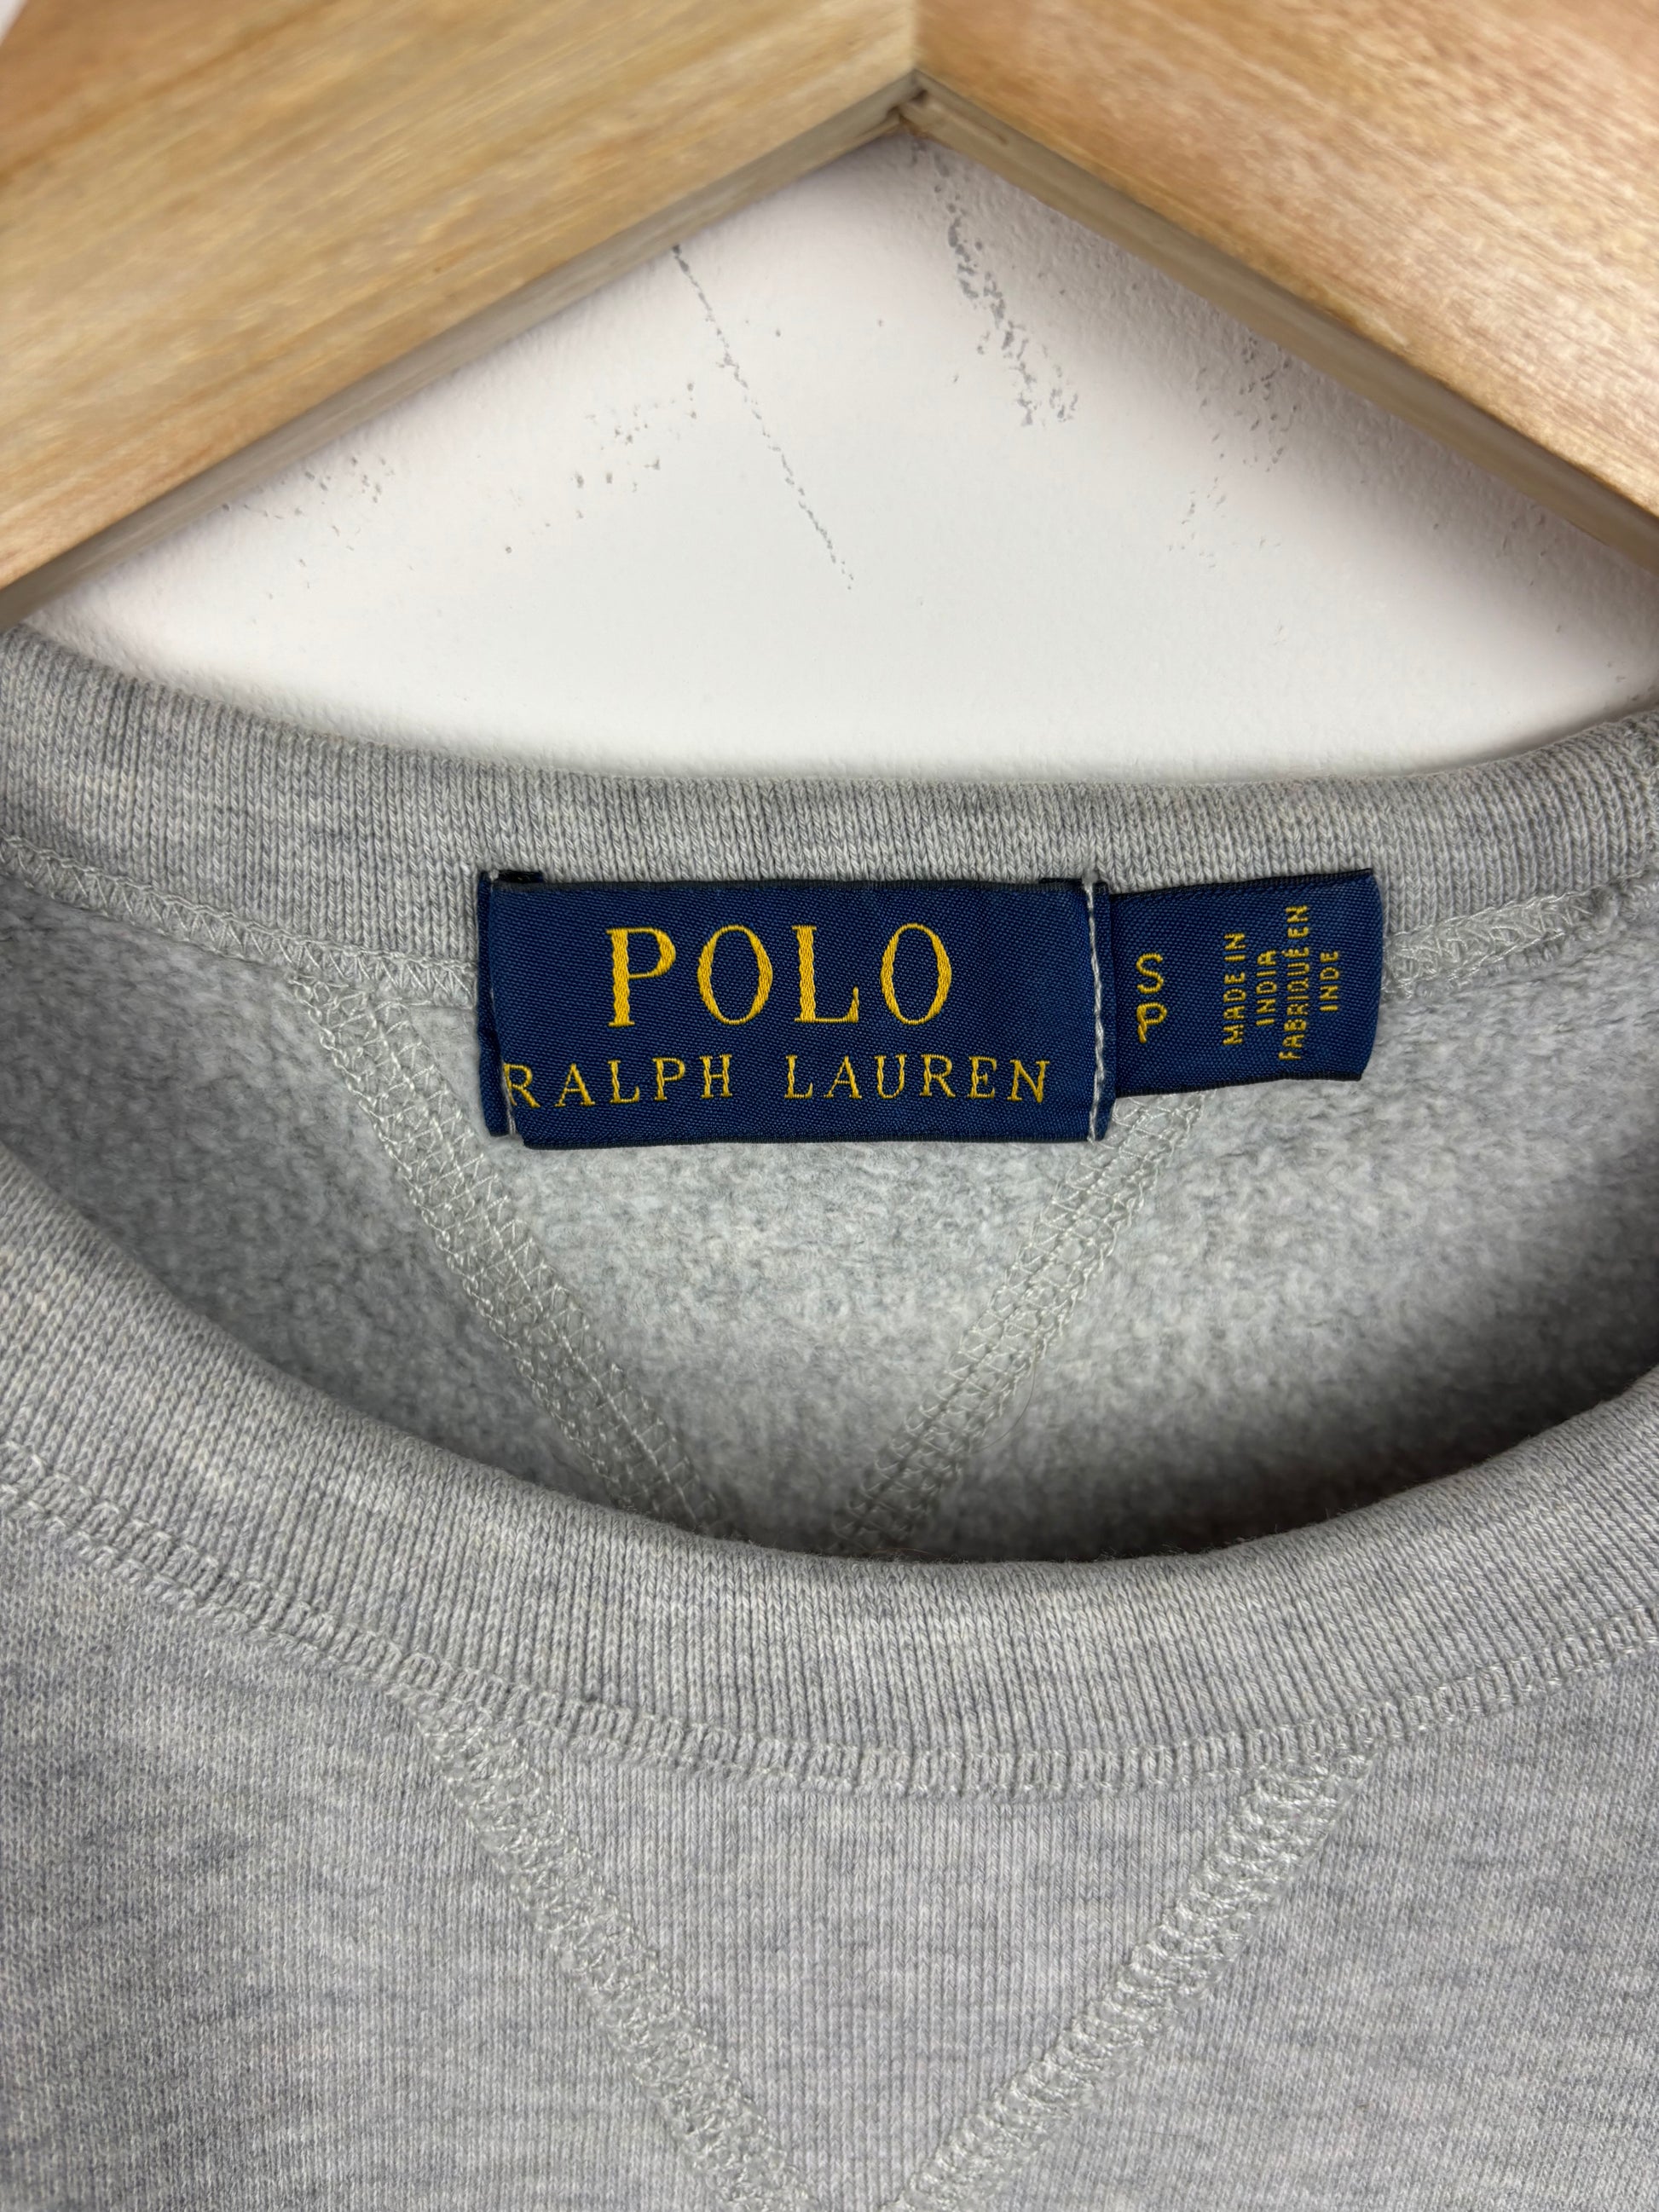 POLO
RALPH LAUREN
S
P
MADE IN
INDIA
FABRIQUÉ EN
INDE